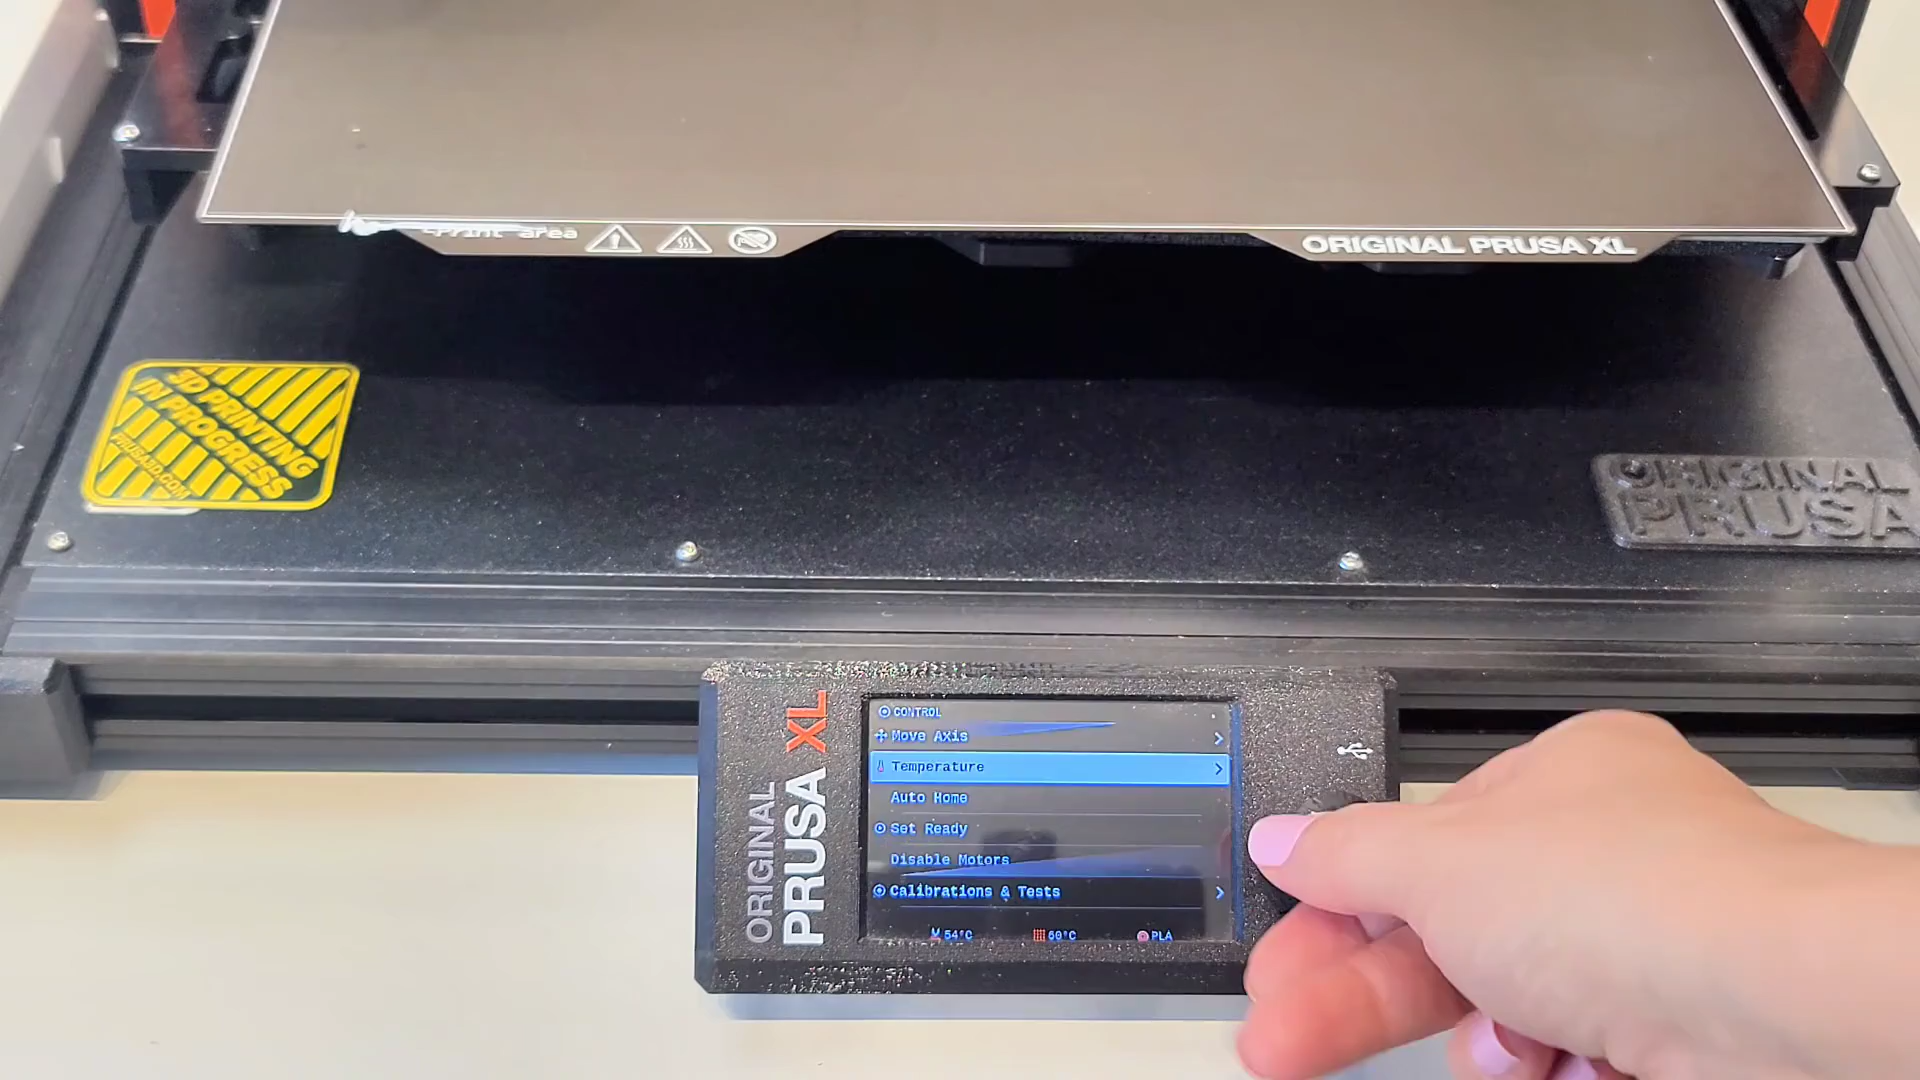 Print area
ORIGINAL PRUSA XL
3D PRINTING
IN PROGRESS
PRUSA3D.COM
ORIGINAL
PRUSA
ORIGINAL
PRUSA XL
CONTROL
Move Axis
Temperature
Auto Home
Set Ready
Disable Motors
Calibrations & Tests
54°C
60°C
PLA